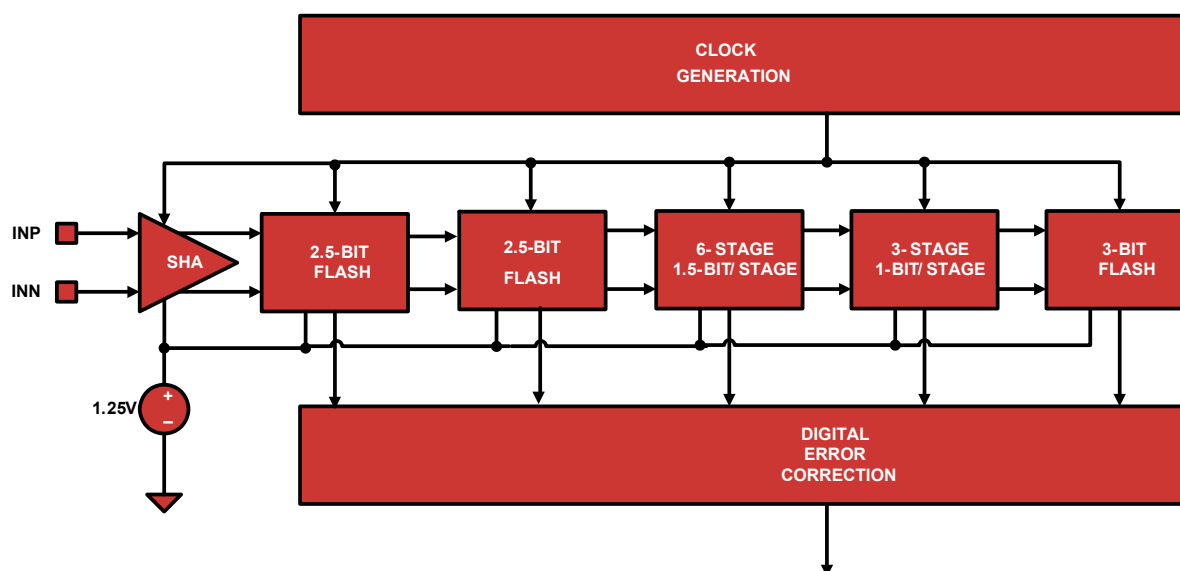 CLOCK
GENERATION
INP
INN
SHA
2.5-BIT
FLASH
2.5-BIT
FLASH
6- STAGE
1.5-BIT/ STAGE
3- STAGE
1-BIT/ STAGE
3-BIT
FLASH
1.25V
+
–
DIGITAL
ERROR
CORRECTION